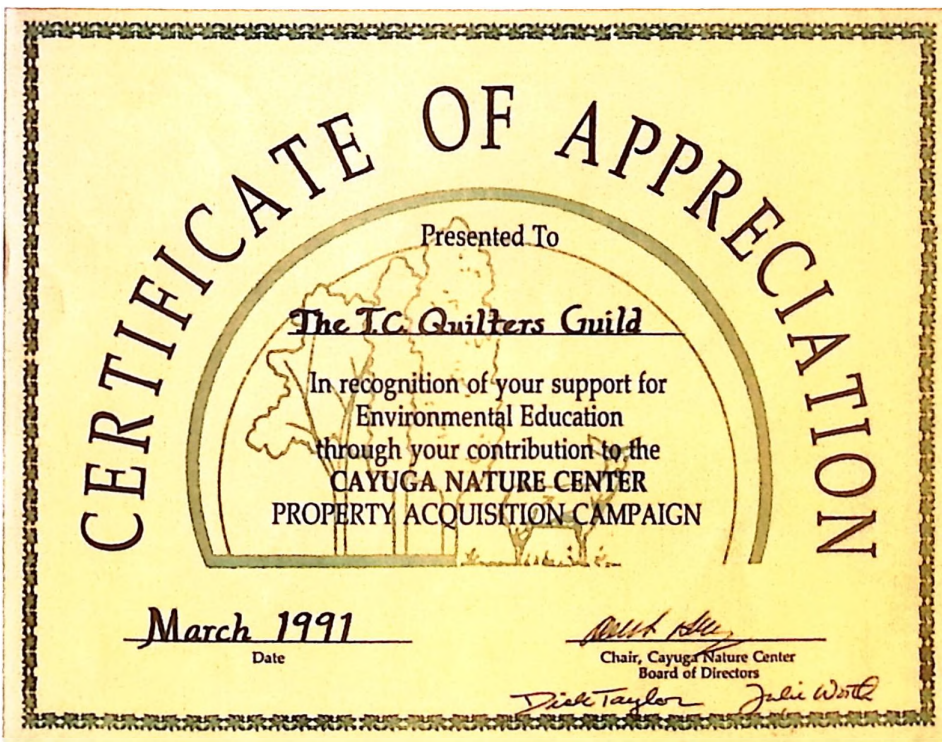 CERTIFICATE OF APPRECIATION
Presented To
The T.C. Quilters Guild
In recognition of your support for
Environmental Education
through your contribution to the
CAYUGA NATURE CENTER
PROPERTY ACQUISITION CAMPAIGN
March 1991
Date
Chair, Cayuga Nature Center
Board of Directors
Dick Taylor
Julie